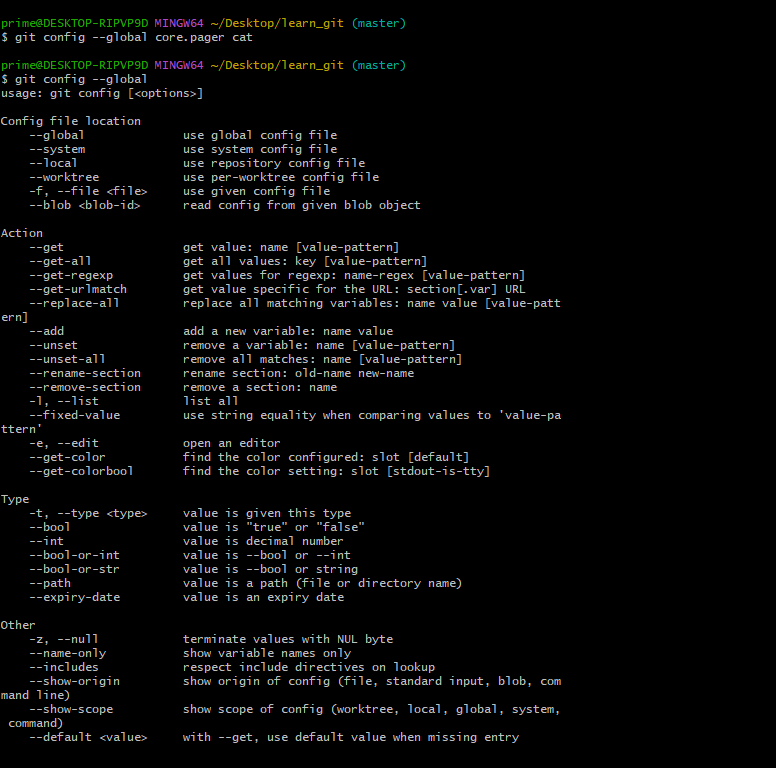 prime@DESKTOP-RIPVP9D MINGW64 ~/Desktop/learn_git (master)
$ git config --global core.pager cat
prime@DESKTOP-RIPVP9D MINGW64 ~/Desktop/learn_git (master)
$ git config --global
usage: git config [<options>]
Config file location
    --global              use global config file
    --system              use system config file
    --local               use repository config file
    --worktree            use per-worktree config file
    -f, --file <file>     use given config file
    --blob <blob-id>      read config from given blob object
Action
    --get                 get value: name [value-pattern]
    --get-all             get all values: key [value-pattern]
    --get-regexp          get values for regexp: name-regex [value-pattern]
    --get-urlmatch        get value specific for the URL: section[.var] URL
    --replace-all         replace all matching variables: name value [value-patt
ern]
    --add                 add a new variable: name value
    --unset               remove a variable: name [value-pattern]
    --unset-all           remove all matches: name [value-pattern]
    --rename-section      rename section: old-name new-name
    --remove-section      remove a section: name
    -l, --list            list all
    --fixed-value         use string equality when comparing values to 'value-pa
ttern'
    -e, --edit            open an editor
    --get-color           find the color configured: slot [default]
    --get-colorbool       find the color setting: slot [stdout-is-tty]
Type
    -t, --type <type>     value is given this type
    --bool                value is "true" or "false"
    --int                 value is decimal number
    --bool-or-int         value is --bool or --int
    --bool-or-str         value is --bool or string
    --path                value is a path (file or directory name)
    --expiry-date         value is an expiry date
Other
    -z, --null            terminate values with NUL byte
    --name-only           show variable names only
    --includes            respect include directives on lookup
    --show-origin         show origin of config (file, standard input, blob, com
mand line)
    --show-scope          show scope of config (worktree, local, global, system,
 command)
    --default <value>     with --get, use default value when missing entry